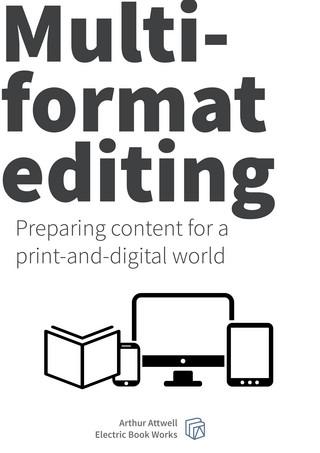 Multi-
format
editing
Preparing content for a
print-and-digital world
Arthur Attwell
Electric Book Works